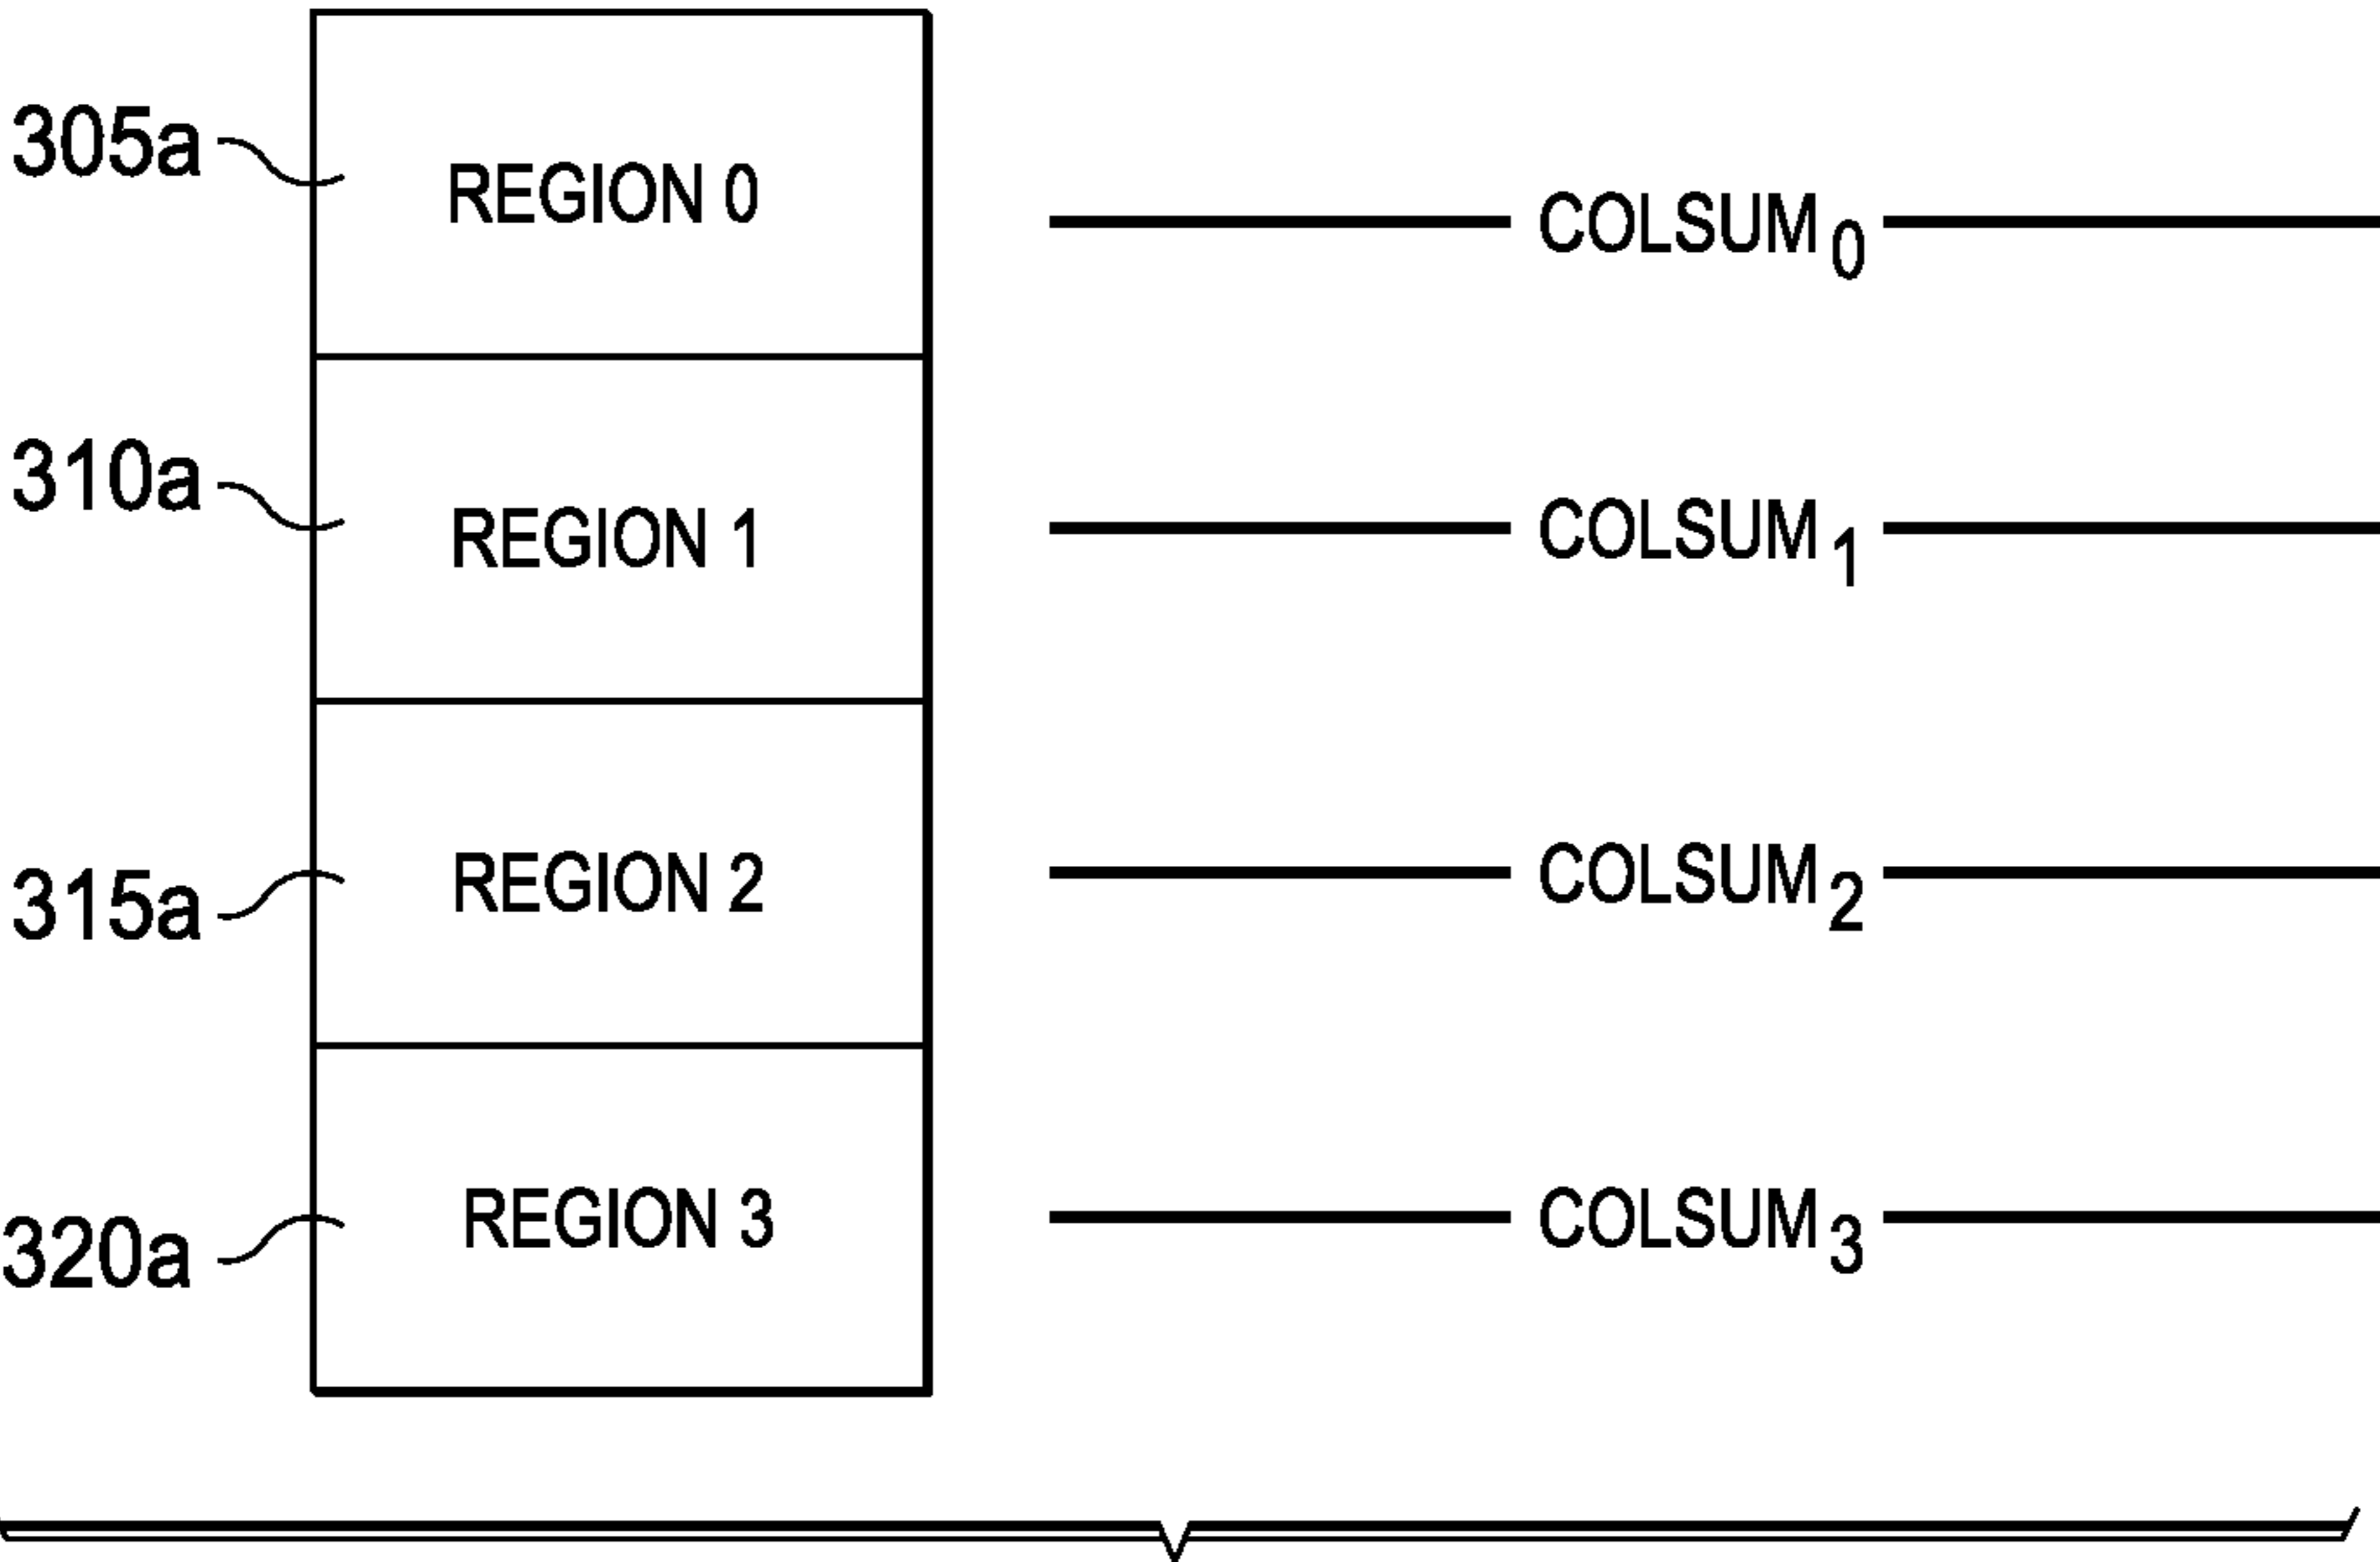 305a REGION 0 COLSUM0
310a REGION 1 COLSUM1
315a REGION 2 COLSUM2
320a REGION 3 COLSUM3